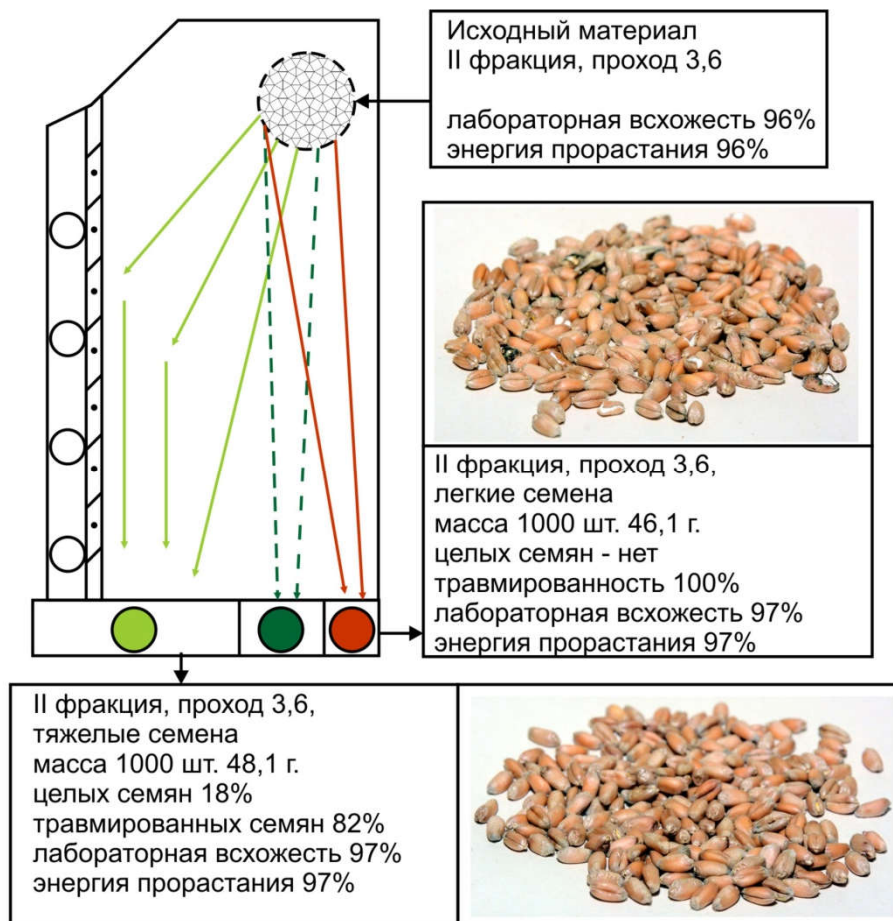 Исходный материал
II фракция, проход 3,6
лабораторная всхожесть 96%
энергия прорастания 96%
II фракция, проход 3,6,
легкие семена
масса 1000 шт. 46,1 г.
целых семян - нет
травмированность 100%
лабораторная всхожесть 97%
энергия прорастания 97%
II фракция, проход 3,6,
тяжелые семена
масса 1000 шт. 48,1 г.
целых семян 18%
травмированных семян 82%
лабораторная всхожесть 97%
энергия прорастания 97%